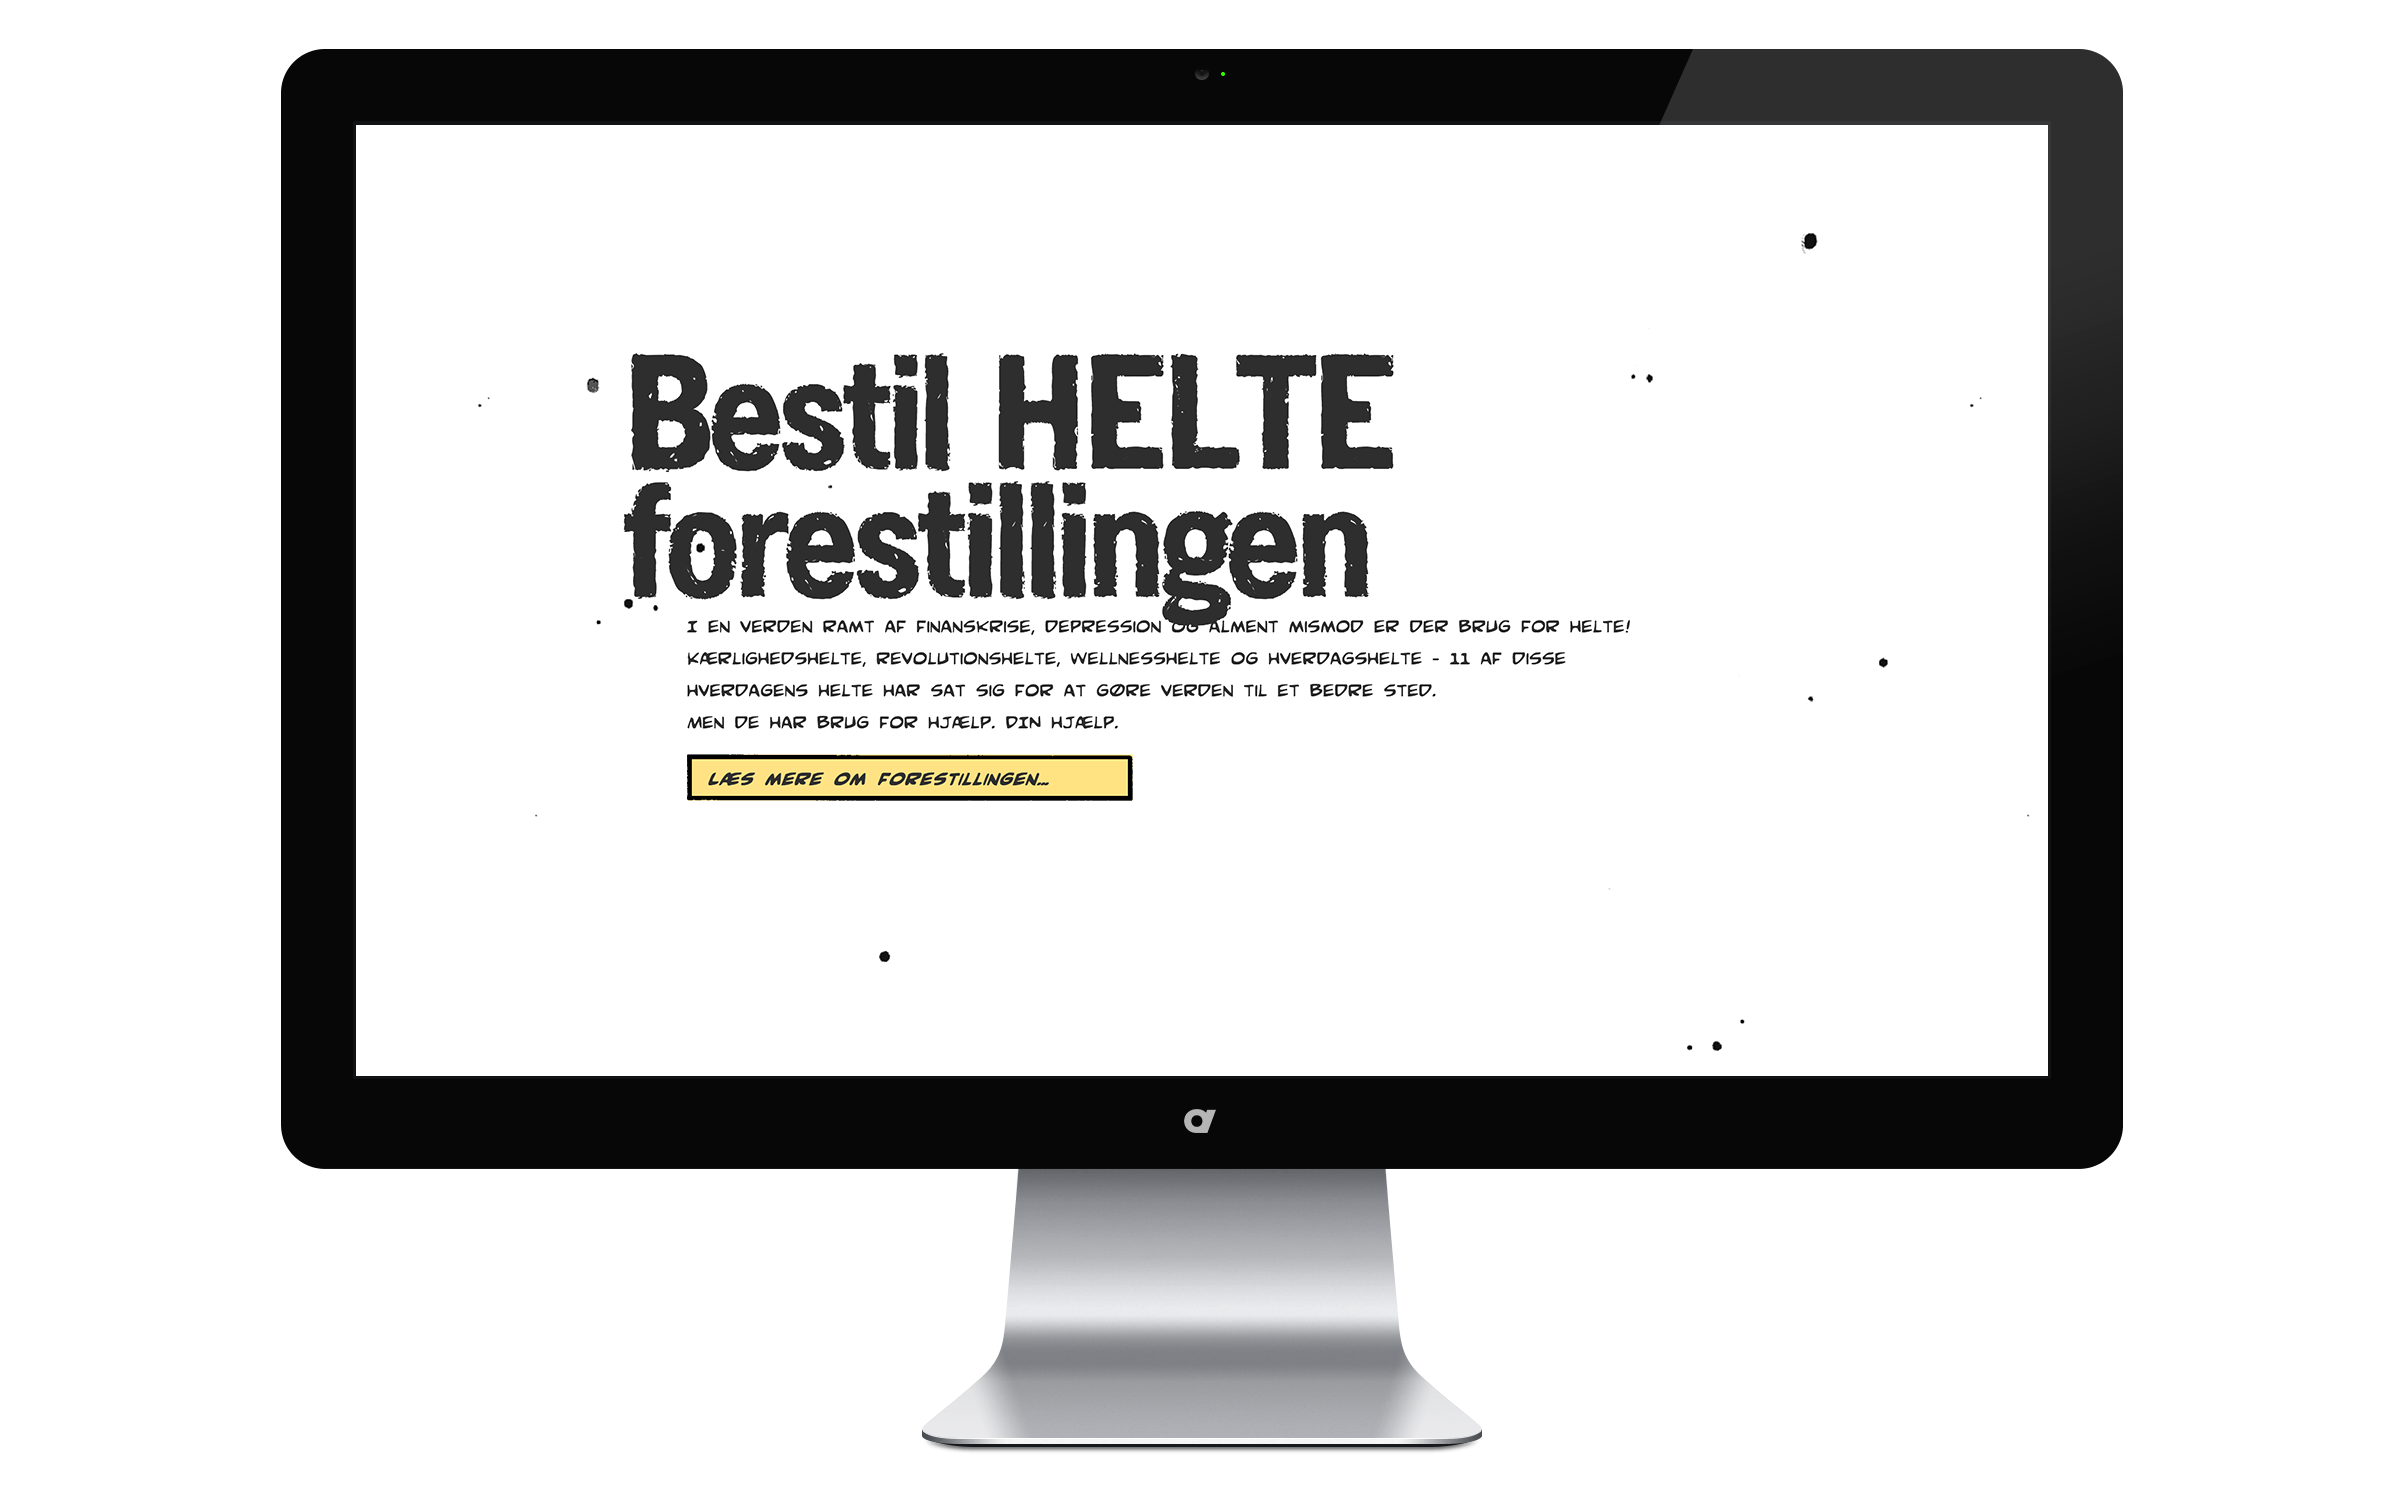 Bestil HELTE
forestillingen
I EN VERDEN RAMT AF FINANSKRISE, DEPRESSION OG ALMENT MISMOD ER DER BRUG FOR HELTE!
KÆRLIGHEDSHELTE, REVOLUTIONSHELTE, WELLNESSHELTE OG HVERDAGSHELTE - 11 AF DISSE
HVERDAGENS HELTE HAR SAT SIG FOR AT GØRE VERDEN TIL ET BEDRE STED.
MEN DE HAR BRUG FOR HJÆLP. DIN HJÆLP.
LÆS MERE OM FORESTILLINGEN...